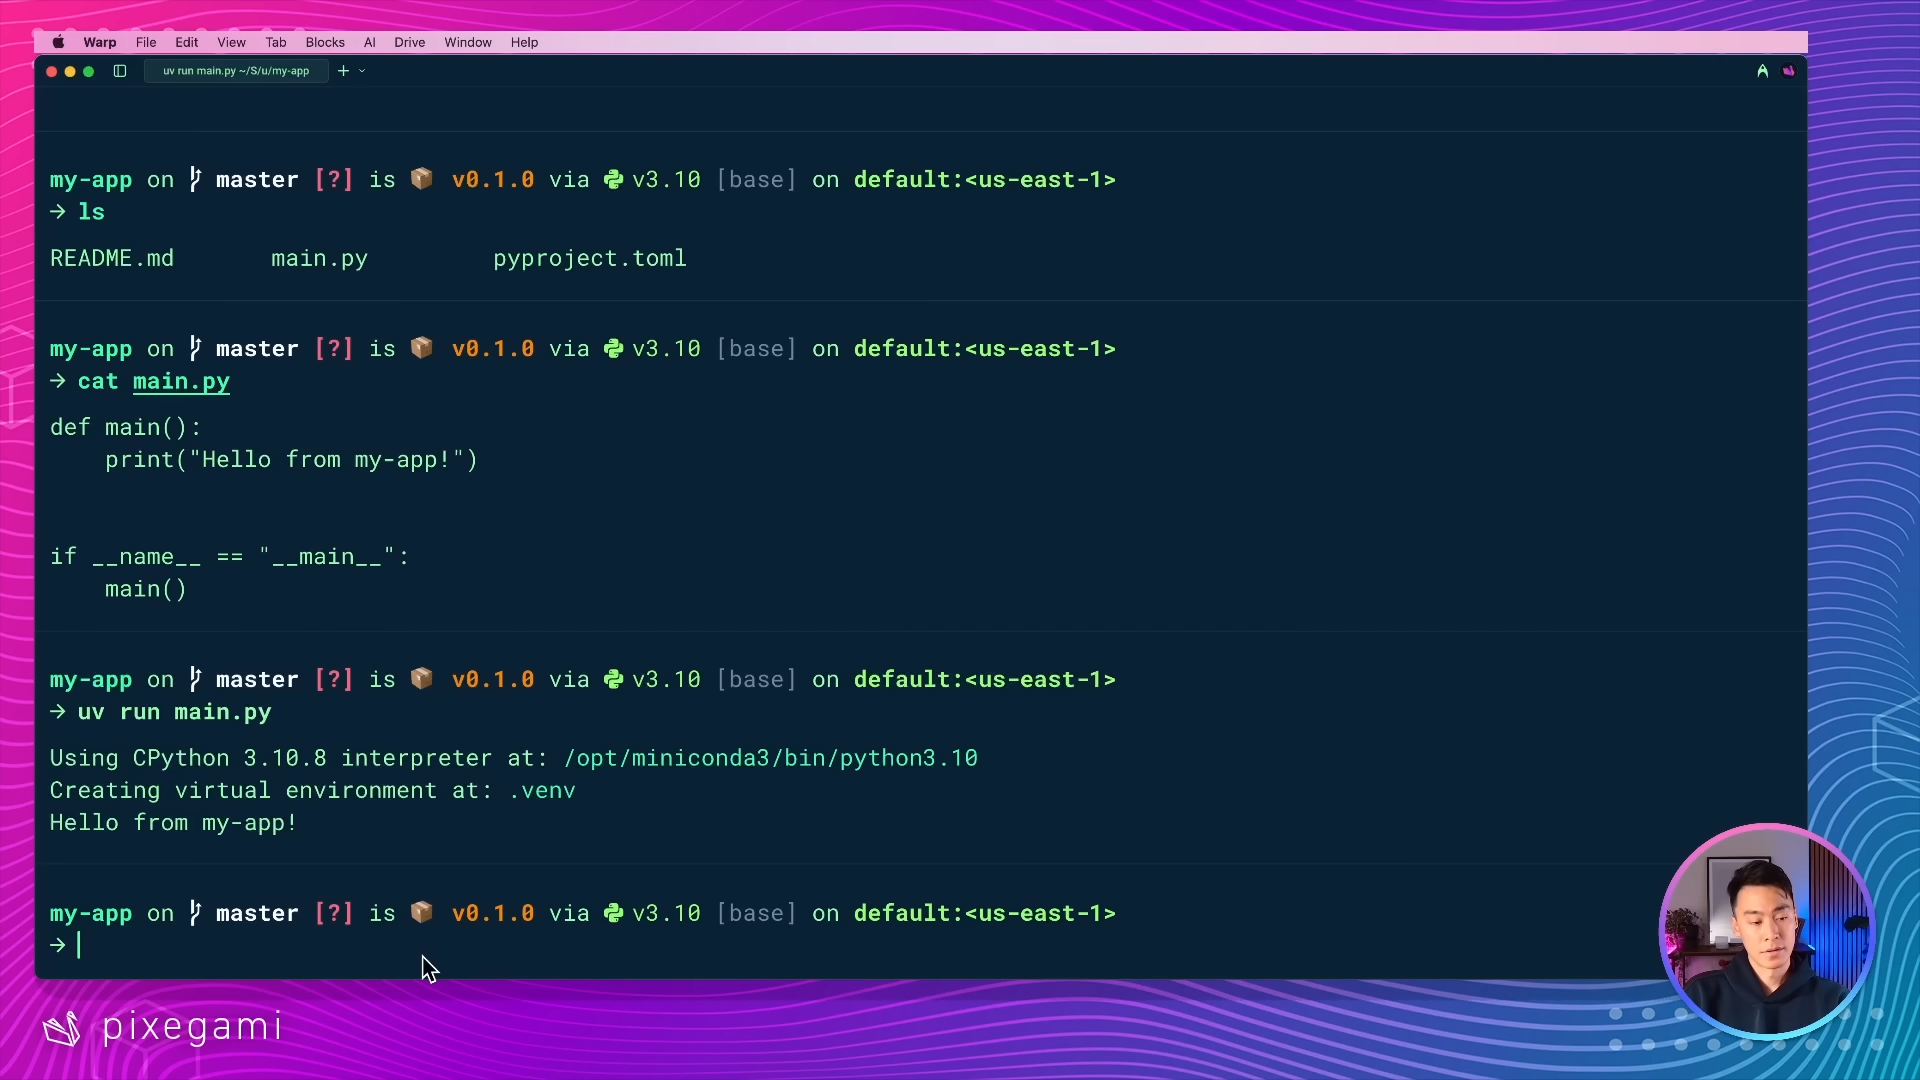 Warp File Edit View Tab Blocks AI Drive Window Help
uv run main.py ~/S/u/my-app
my-app on master [?] is 📦 v0.1.0 via v3.10 [base] on default:<us-east-1>
→ ls
README.md main.py pyproject.toml
my-app on master [?] is 📦 v0.1.0 via v3.10 [base] on default:<us-east-1>
→ cat main.py
def main():
    print("Hello from my-app!")
if __name__ == "__main__":
    main()
my-app on master [?] is 📦 v0.1.0 via v3.10 [base] on default:<us-east-1>
→ uv run main.py
Using CPython 3.10.8 interpreter at: /opt/miniconda3/bin/python3.10
Creating virtual environment at: .venv
Hello from my-app!
my-app on master [?] is 📦 v0.1.0 via v3.10 [base] on default:<us-east-1>
→
pixegami